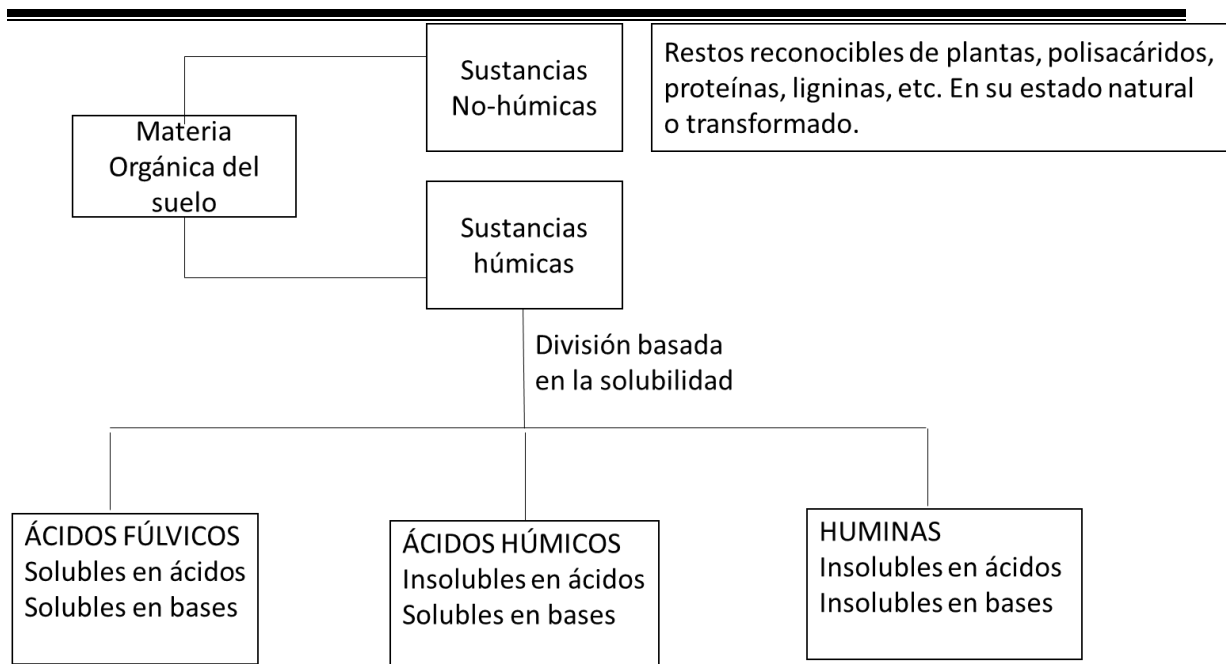 Sustancias
No-húmicas
Restos reconocibles de plantas, polisacáridos,
proteínas, ligninas, etc. En su estado natural
o transformado.
Materia
Orgánica del
suelo
Sustancias
húmicas
División basada
en la solubilidad
ÁCIDOS FÚLVICOS
Solubles en ácidos
Solubles en bases
ÁCIDOS HÚMICOS
Insolubles en ácidos
Solubles en bases
HUMINAS
Insolubles en ácidos
Insolubles en bases